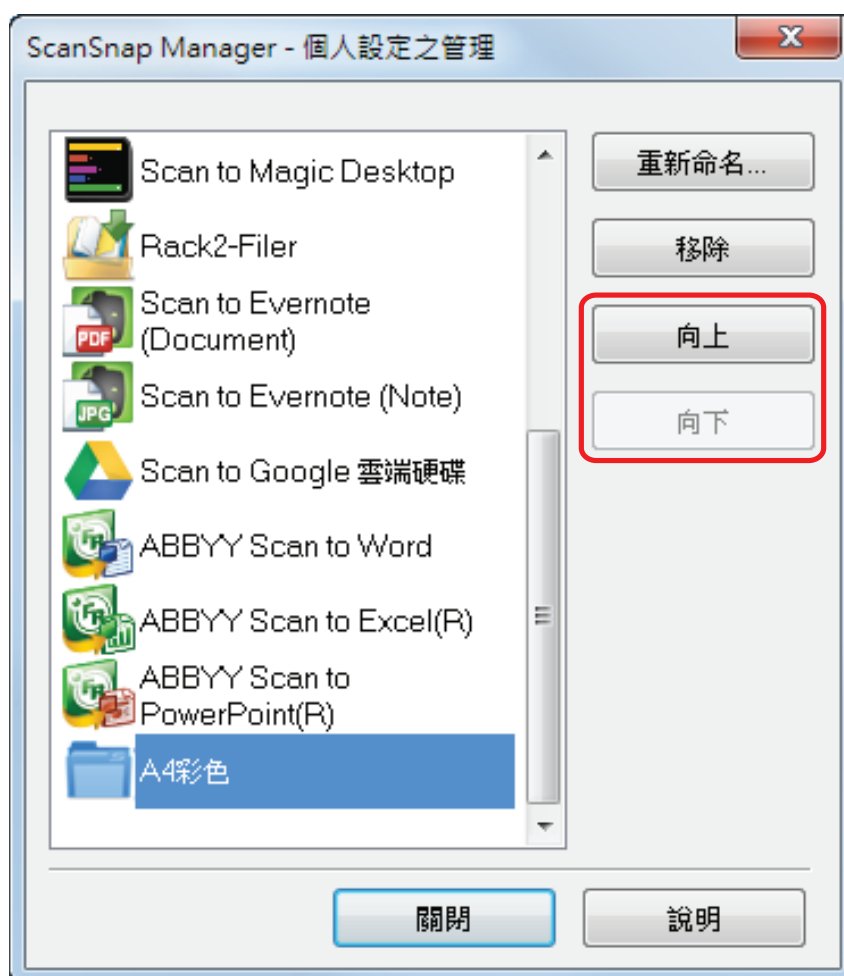 ScanSnap Manager - 個人設定之管理
Scan to Magic Desktop
Rack2-Filer
Scan to Evernote
(Document)
PDF
Scan to Evernote (Note)
JPG
Scan to Google 雲端硬碟
ABBYY Scan to Word
ABBYY Scan to Excel(R)
ABBYY Scan to
PowerPoint(R)
A4彩色
重新命名...
移除
向上
向下
關閉
說明